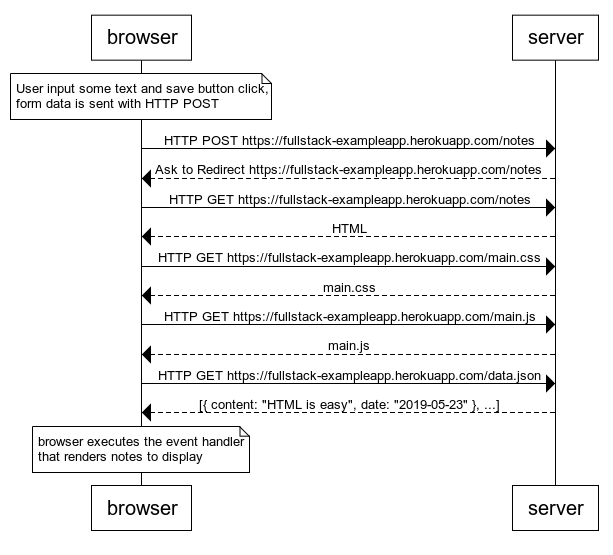 browser
server
User input some text and save button click,
form data is sent with HTTP POST
HTTP POST https://fullstack-exampleapp.herokuapp.com/notes
Ask to Redirect https://fullstack-exampleapp.herokuapp.com/notes
HTTP GET https://fullstack-exampleapp.herokuapp.com/notes
HTML
HTTP GET https://fullstack-exampleapp.herokuapp.com/main.css
main.css
HTTP GET https://fullstack-exampleapp.herokuapp.com/main.js
main.js
HTTP GET https://fullstack-exampleapp.herokuapp.com/data.json
[{ content: "HTML is easy", date: "2019-05-23" }, ...]
browser executes the event handler
that renders notes to display
browser
server